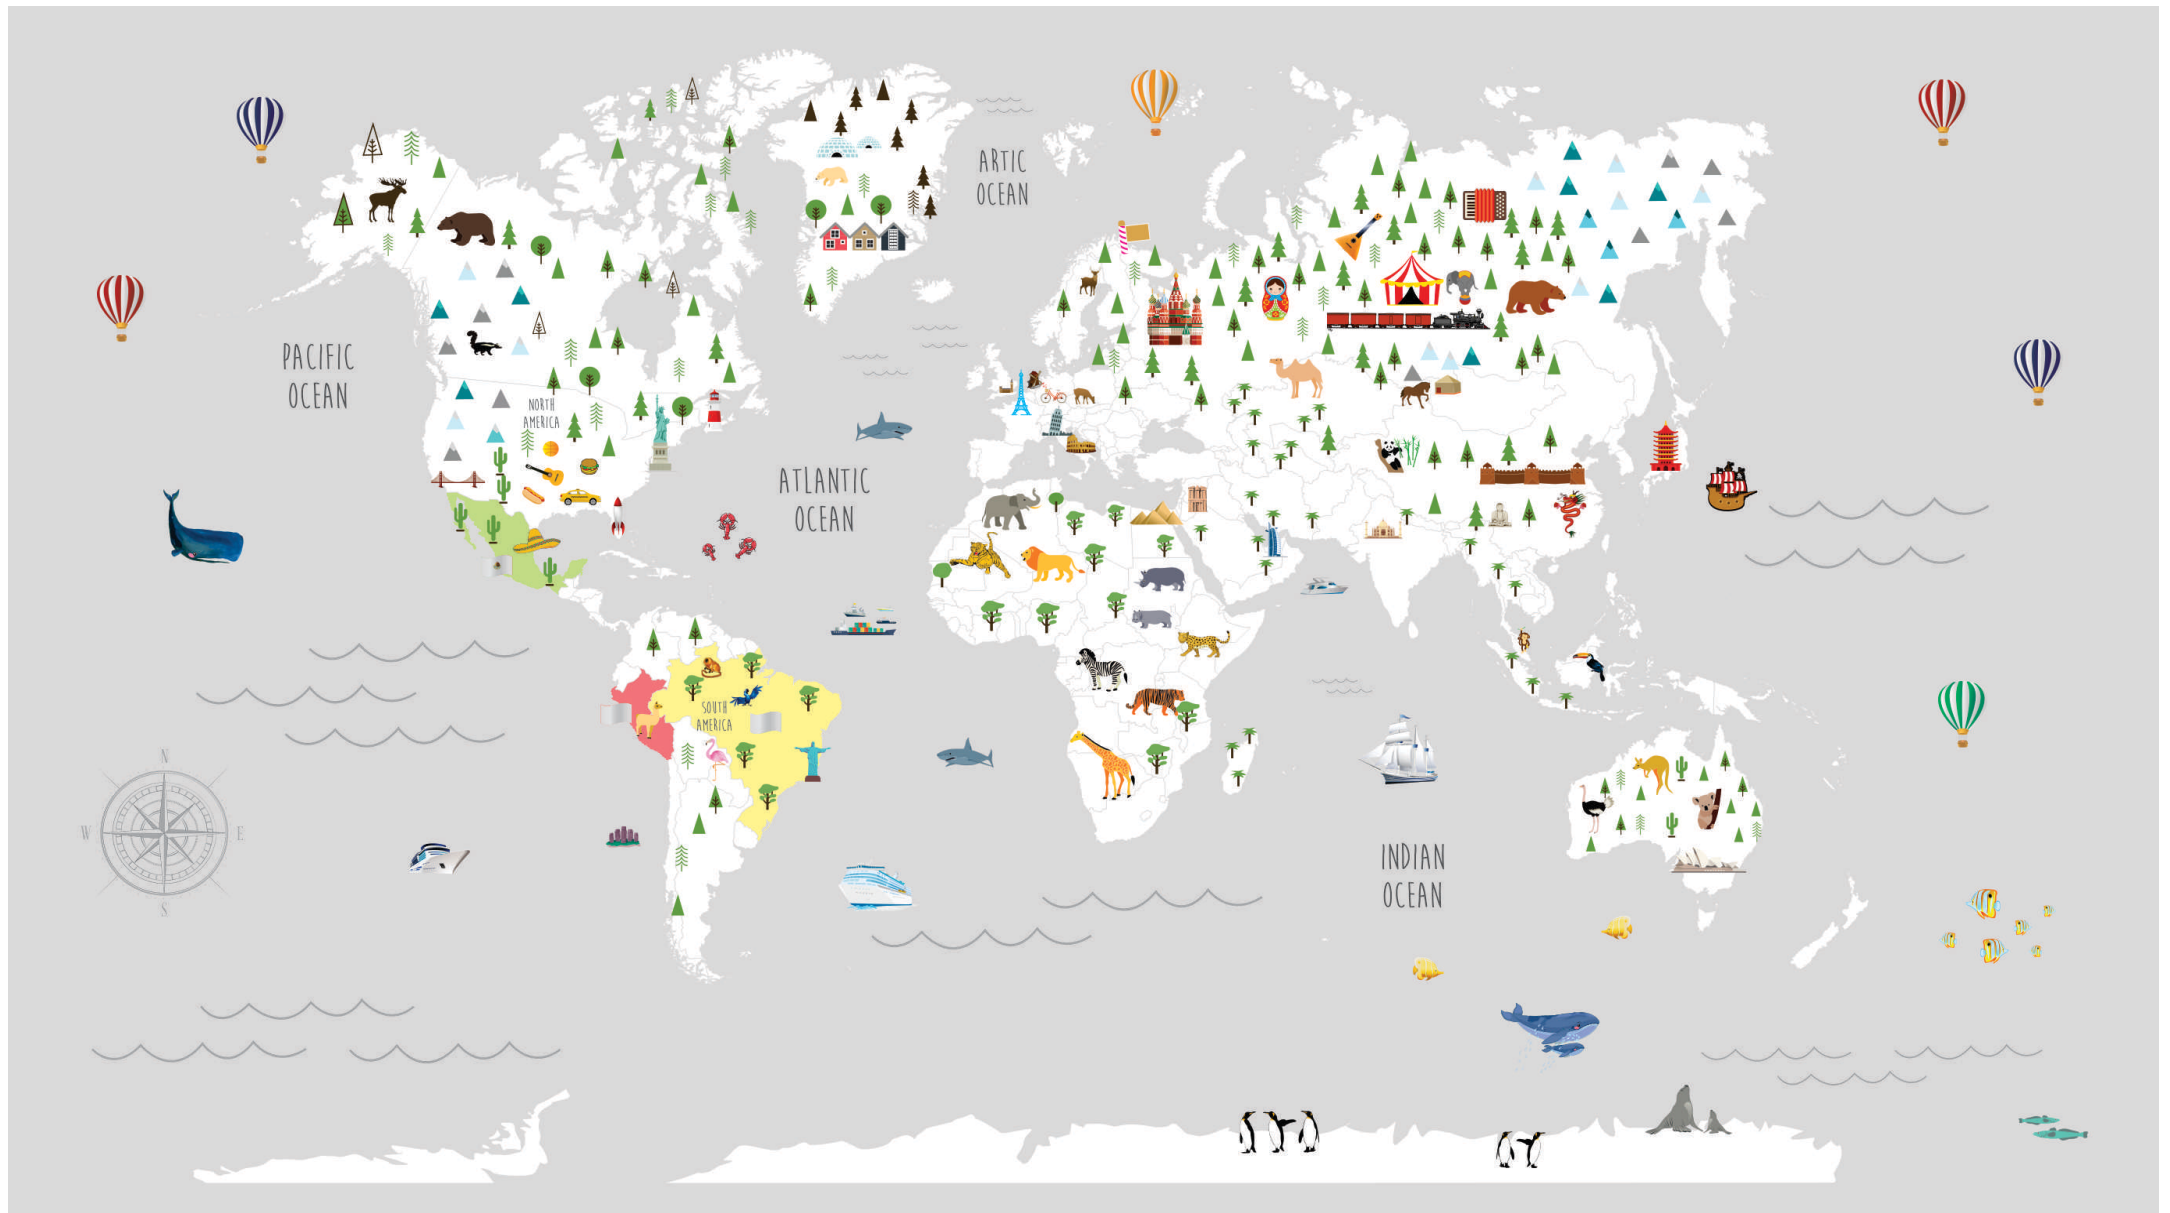 ARTIC
OCEAN
PACIFIC
OCEAN
NORTH
AMERICA
ATLANTIC
OCEAN
SOUTH
AMERICA
N
W
E
S
INDIAN
OCEAN